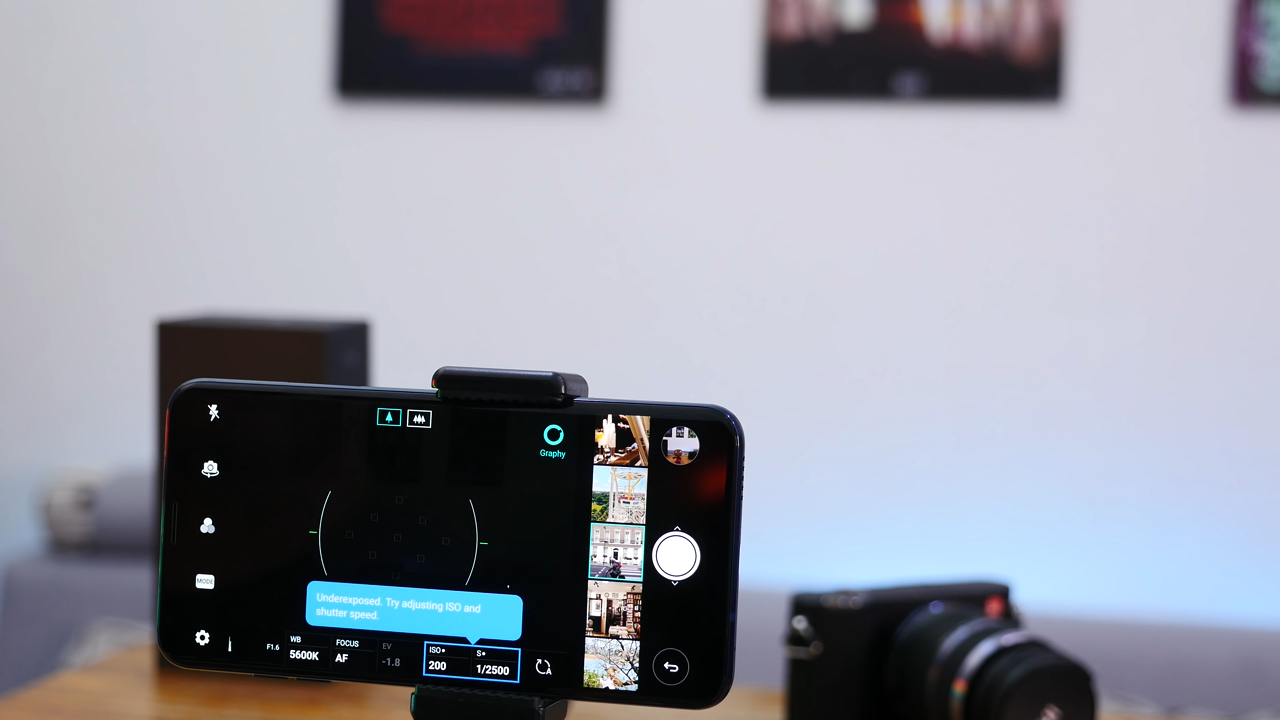 Graphy
MODE
Underexposed. Try adjusting ISO and
shutter speed.
F1.6
WB
5600K
FOCUS
AF
EV
-1.8
ISO
200
S
1/2500
A